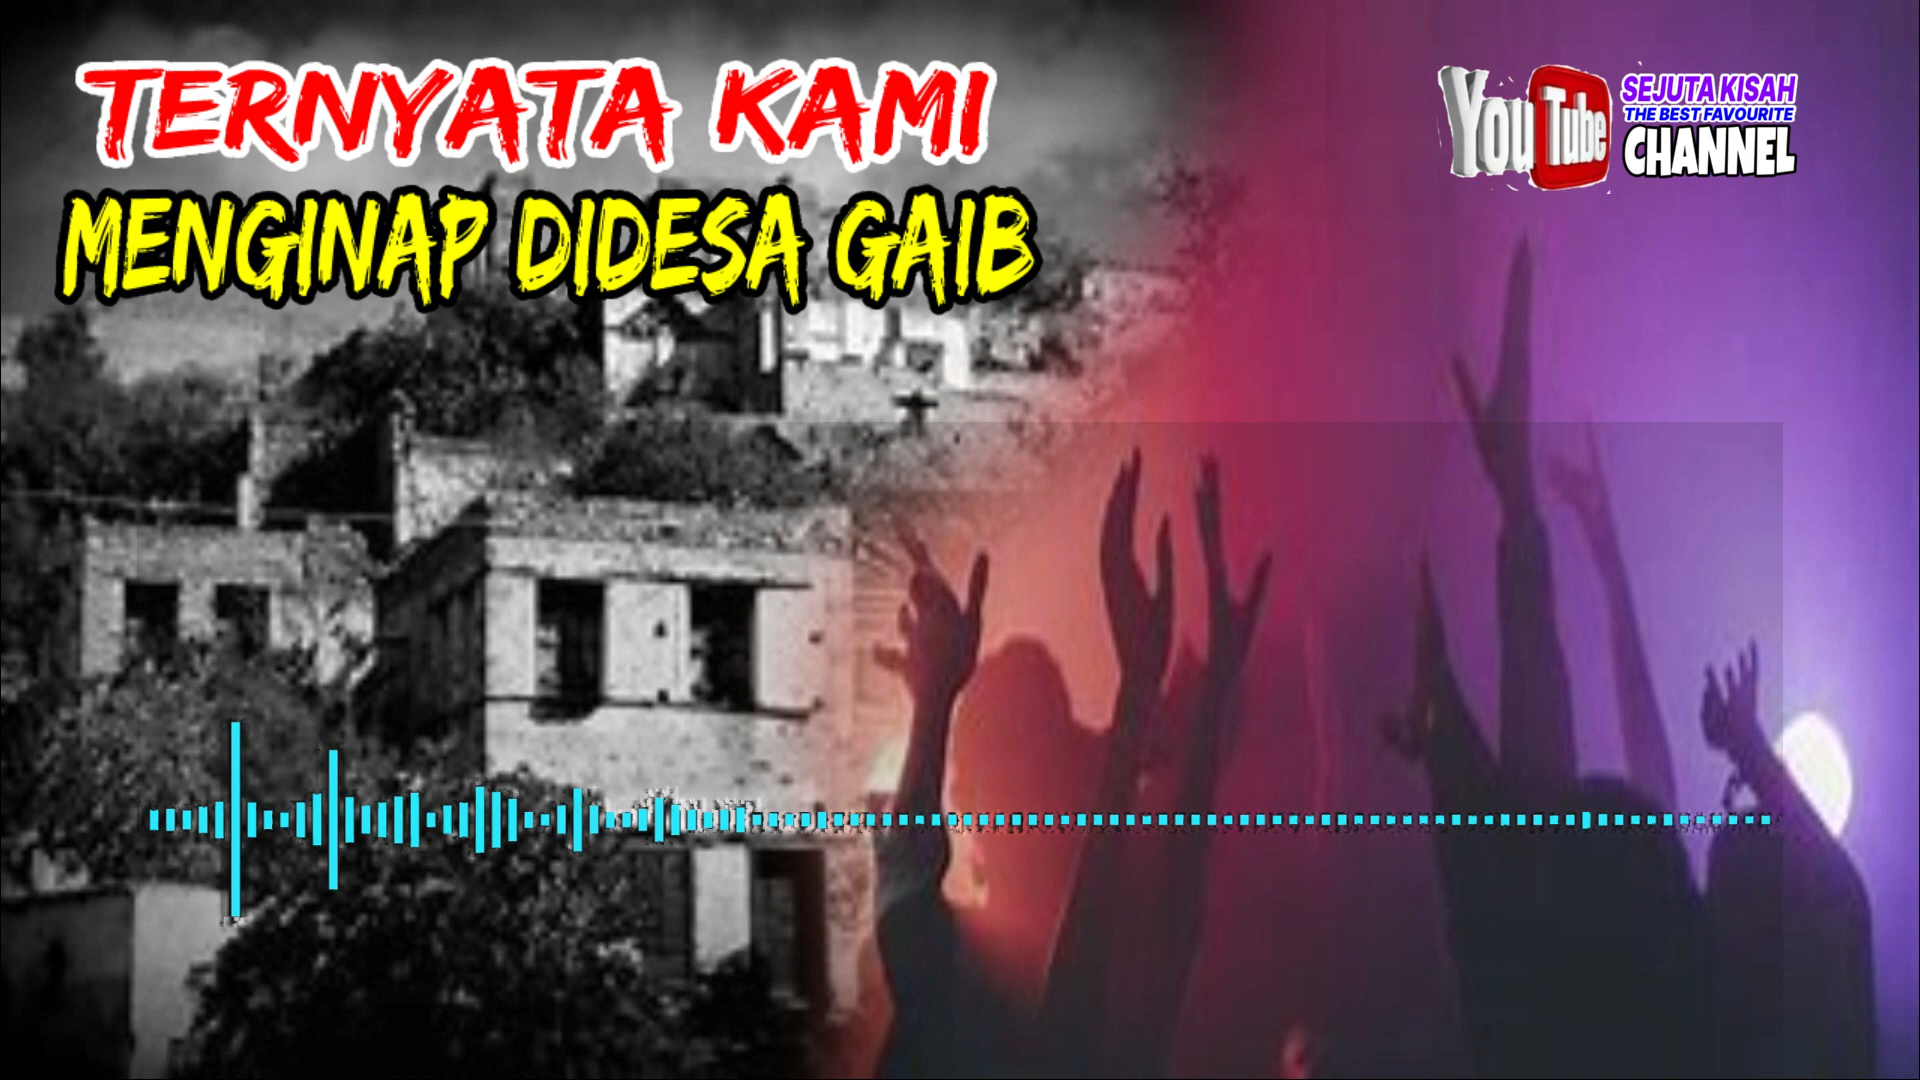 TERNYATA KAMI
MENGINAP DIDESA GAIB
YouTube
SEJUTA KISAH
THE BEST FAVOURITE
CHANNEL